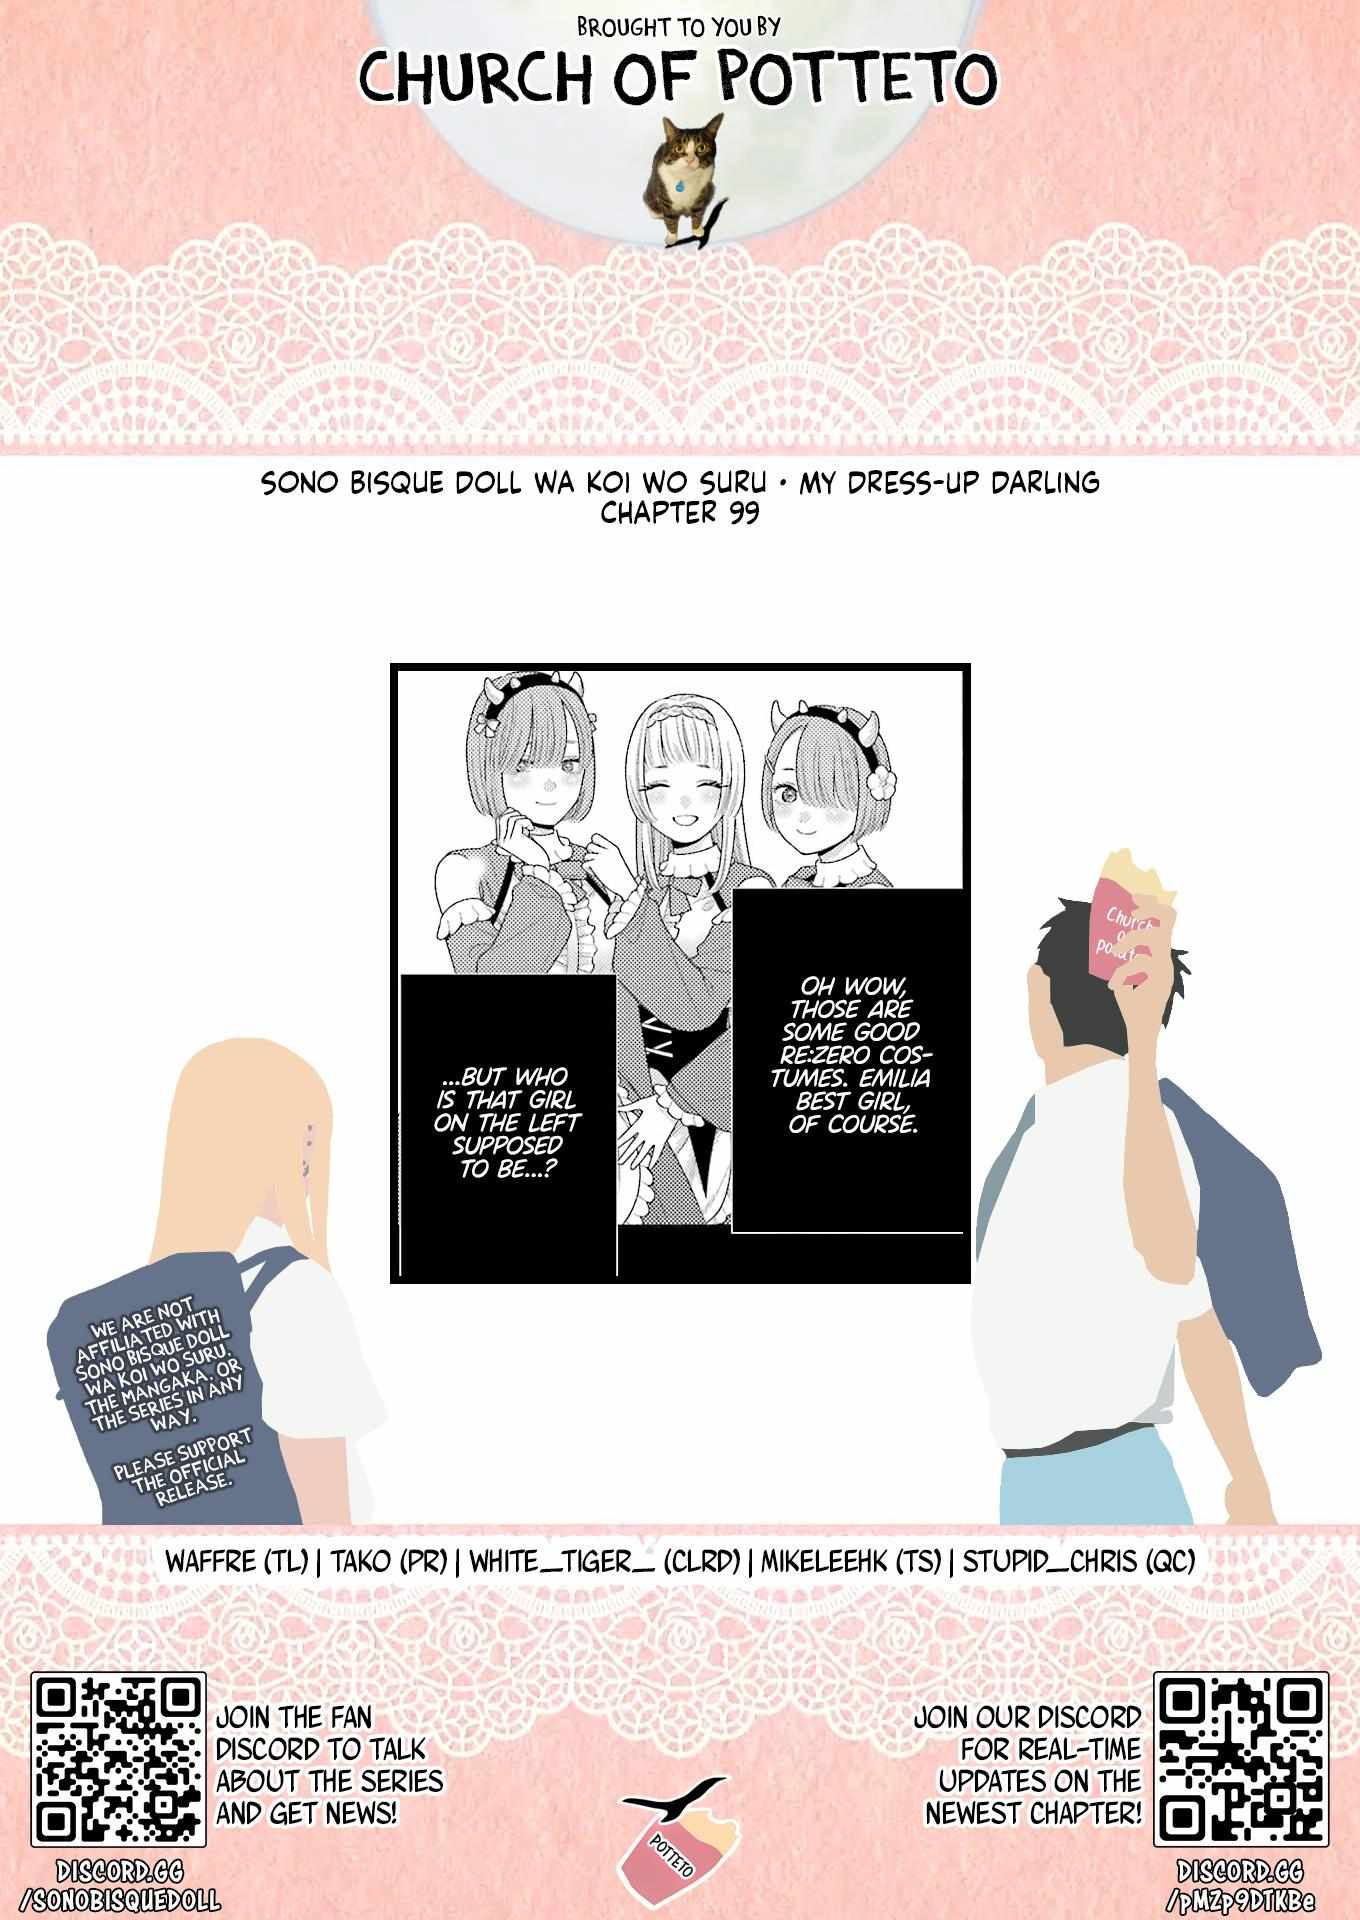 BROUGHT TO YOU BY
CHURCH OF POTTETO
SONO BISQUE DOLL WA KOI WO SURU • MY DRESS-UP DARLING
CHAPTER 99
OH WOW,
THOSE ARE
SOME GOOD
RE:ZERO COS-
TUMES. EMILIA
BEST GIRL,
OF COURSE.
...BUT WHO
IS THAT GIRL
ON THE LEFT
SUPPOSED
TO BE...?
Church
WE ARE NOT
AFFILIATED WITH
SONO BISQUE DOLL
WA KOI WO SURU,
THE MANGAKA, OR
THE SERIES IN ANY
WAY.
PLEASE SUPPORT
THE OFFICIAL
RELEASE.
WAFFRE (TL) | TAKO (PR) | WHITE_TIGER_ (CLRD) | MIKELEEHK (TS) | STUPID_CHRIS (QC)
JOIN THE FAN
DISCORD TO TALK
ABOUT THE SERIES
AND GET NEWS!
DISCORD.GG
/SONOBISQUEDOLL
POTTETO
JOIN OUR DISCORD
FOR REAL-TIME
UPDATES ON THE
NEWEST CHAPTER!
DISCORD.GG
/pMZp9DTKBe